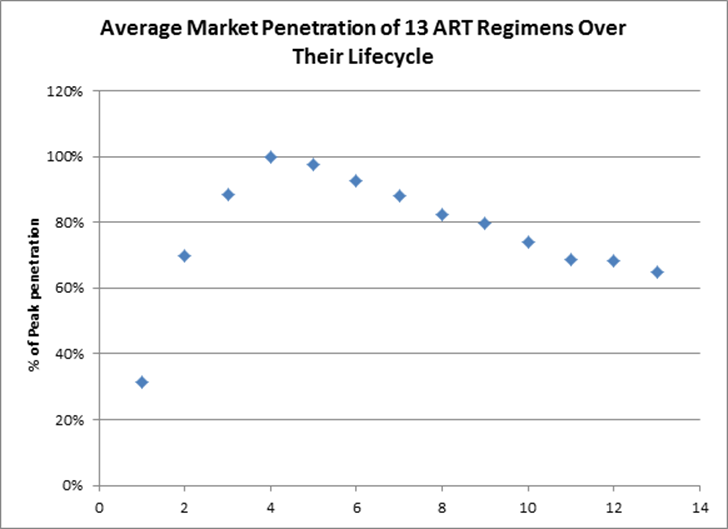 Average Market Penetration of 13 ART Regimens Over
Their Lifecycle
120%
100%
80%
60%
40%
20%
0%
% of Peak penetration
0 2 4 6 8 10 12 14